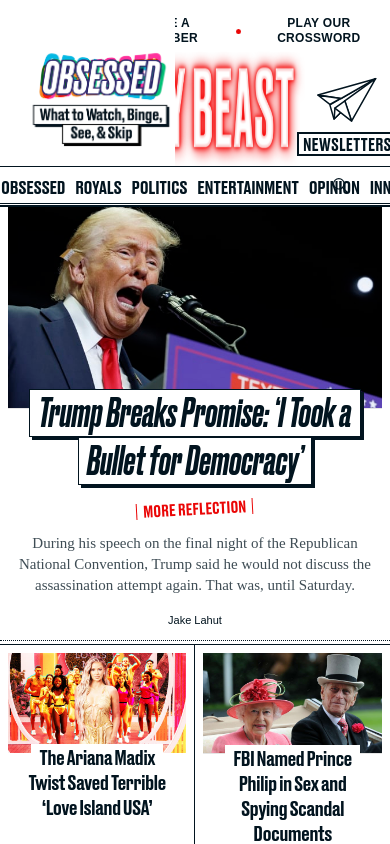 E A
BER
PLAY OUR
CROSSWORD
OBSESSED
What to Watch, Binge,
See, & Skip
Y BEAST
NEWSLETTERS
OBSESSED ROYALS POLITICS ENTERTAINMENT OPINION INN
Trump Breaks Promise: ‘I Took a
Bullet for Democracy’
MORE REFLECTION
During his speech on the final night of the Republican
National Convention, Trump said he would not discuss the
assassination attempt again. That was, until Saturday.
Jake Lahut
The Ariana Madix
Twist Saved Terrible
‘Love Island USA’
FBI Named Prince
Philip in Sex and
Spying Scandal
Documents